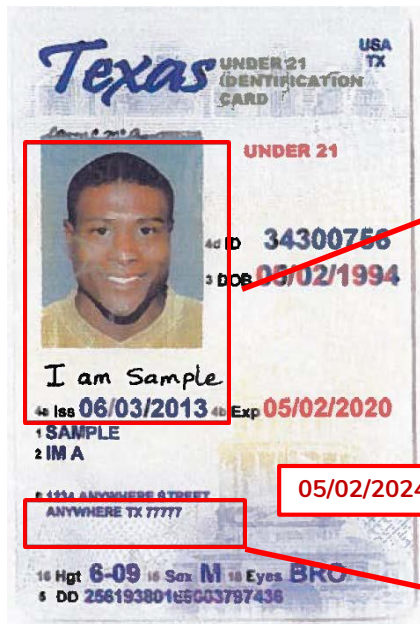 Texas
UNDER 21
IDENTIFICATION
CARD
USA
TX
UNDER 21
4d ID 34300756
3 DOB 05/02/1994
I am Sample
4a Iss 06/03/2013 4b Exp 05/02/2020
1 SAMPLE
2 IM A
05/02/2024
8 1234 ANYWHERE STREET
ANYWHERE TX 77777
16 Hgt 6-09 15 Sex M 18 Eyes BRO
5 DD